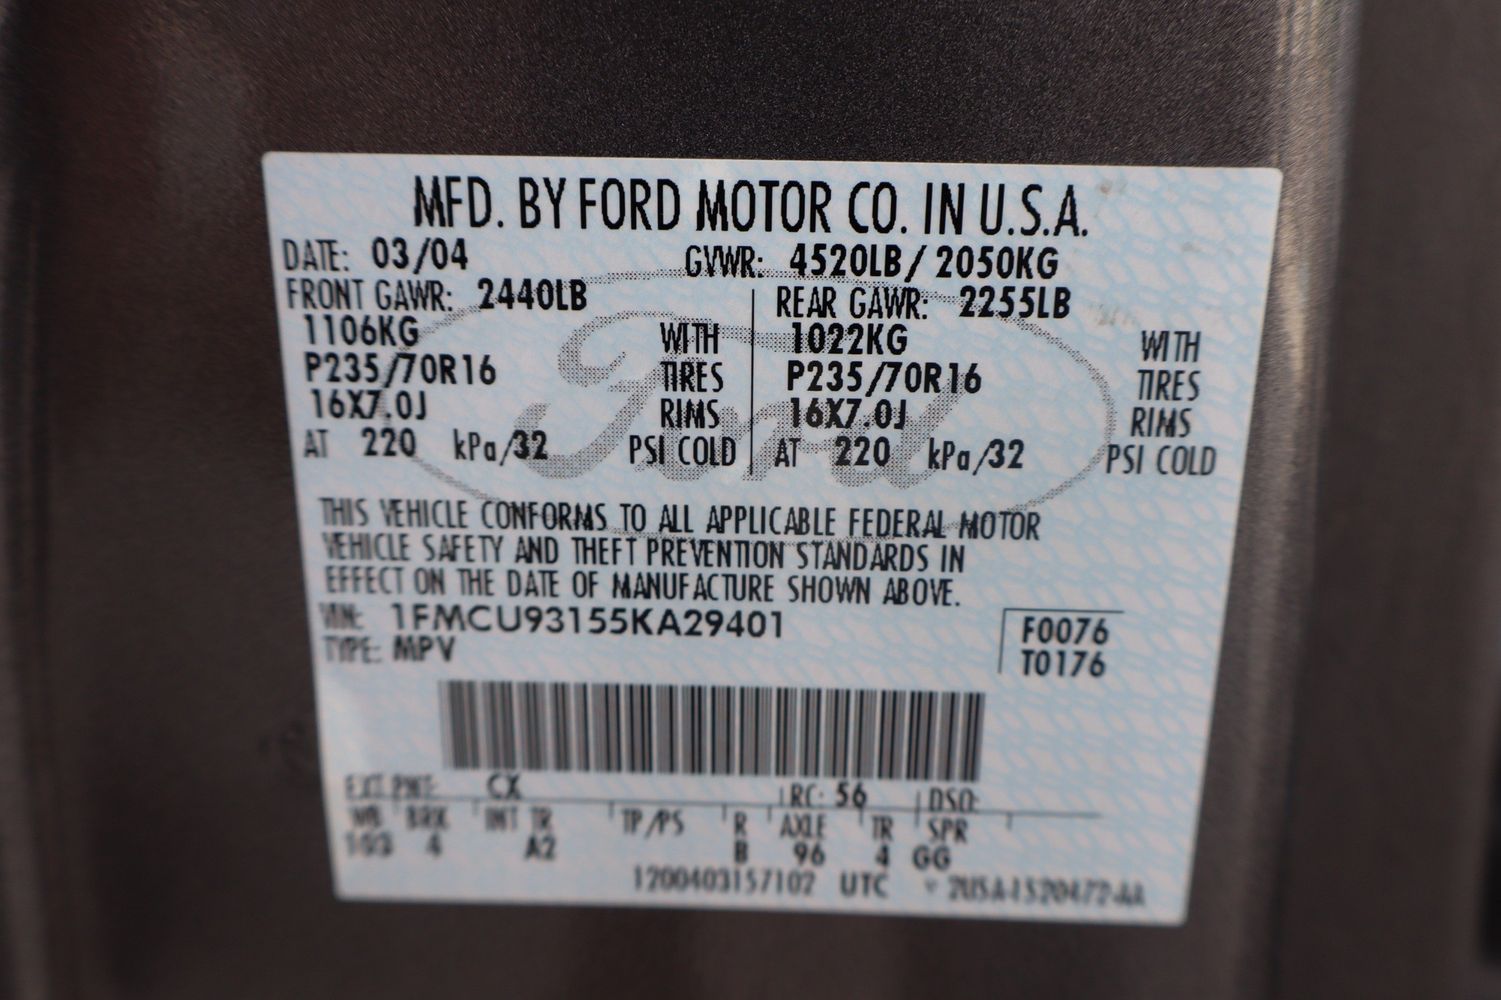 MFD. BY FORD MOTOR CO. IN U.S.A.
DATE: 03/04 GVWR: 4520LB/ 2050KG
FRONT GAWR: 2440LB REAR GAWR: 2255LB
1106KG WITH 1022KG WITH
P235/70R16 TIRES P235/70R16 TIRES
16X7.0J RIMS 16X7.0J RIMS
AT 220 kPa/32 PSI COLD AT 220 kPa/32 PSI COLD
Ford
THIS VEHICLE CONFORMS TO ALL APPLICABLE FEDERAL MOTOR
VEHICLE SAFETY AND THEFT PREVENTION STANDARDS IN
EFFECT ON THE DATE OF MANUFACTURE SHOWN ABOVE.
VIN: 1FMCU93155KA29401 F0076
TYPE: MPV T0176
EXT PNT: CX RC: 56 DSO:
WB BRK INT TR TP/PS R AXLE TR SPR
103 4 A2 B 96 4 GG
1200403157102 UTC